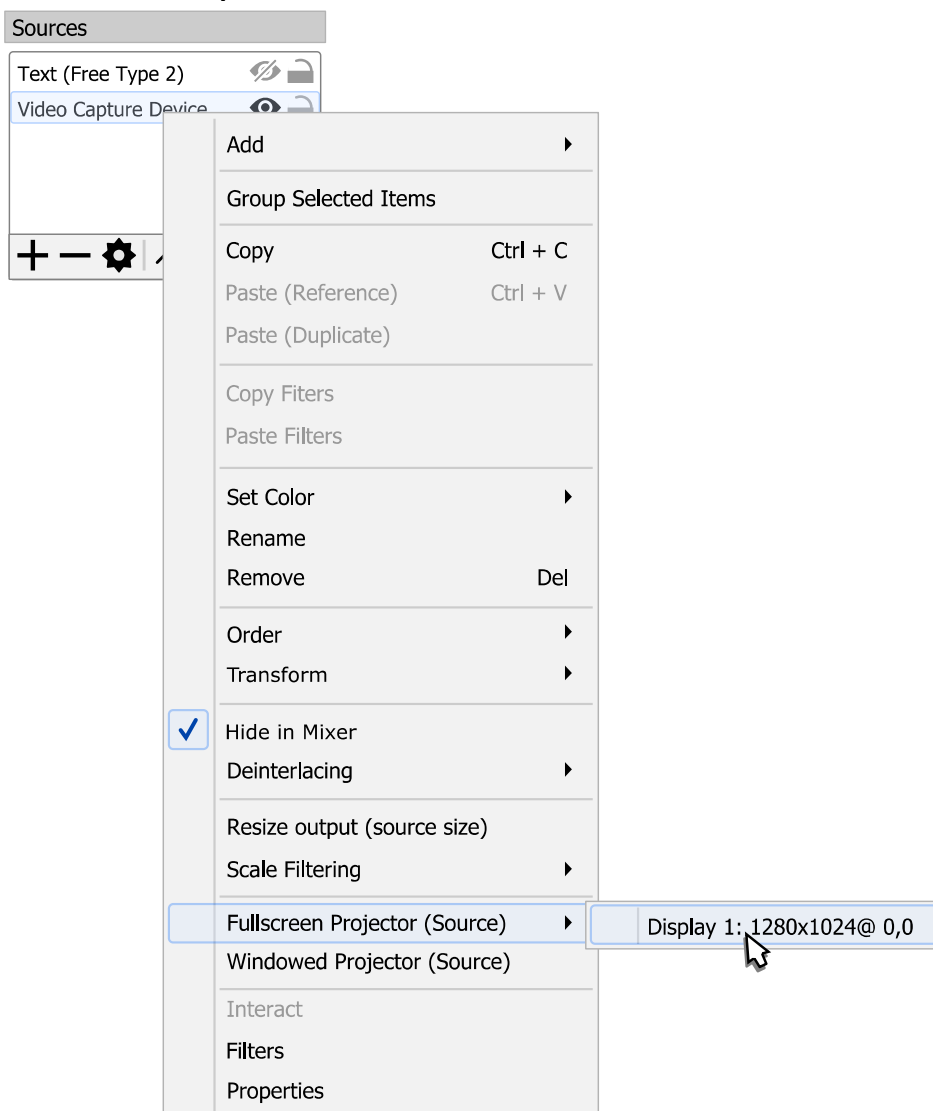 Sources
Text (Free Type 2)
Video Capture Device
Add
Group Selected Items
Copy Ctrl + C
Paste (Reference) Ctrl + V
Paste (Duplicate)
Copy Fiters
Paste Filters
Set Color
Rename
Remove Del
Order
Transform
Hide in Mixer
Deinterlacing
Resize output (source size)
Scale Filtering
Fullscreen Projector (Source) Display 1: 1280x1024@ 0,0
Windowed Projector (Source)
Interact
Filters
Properties